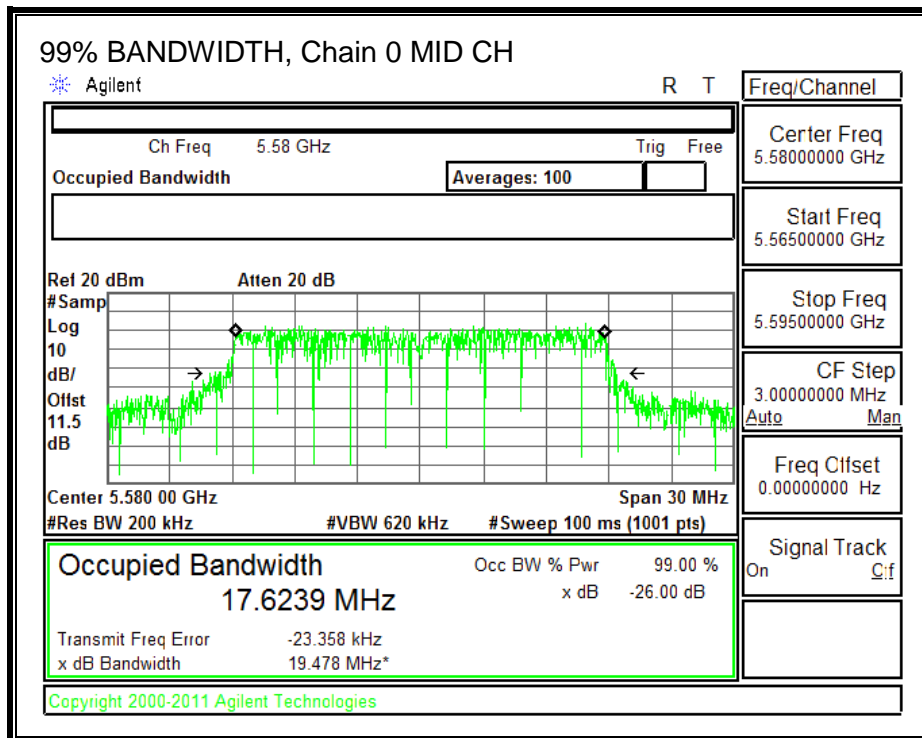 99% BANDWIDTH, Chain 0 MID CH
Agilent R T
Freq/Channel
Ch Freq 5.58 GHz Trig Free
Occupied Bandwidth Averages: 100
Center Freq
5.58000000 GHz
Start Freq
5.56500000 GHz
Stop Freq
5.59500000 GHz
CF Step
3.00000000 MHz
Auto Man
Freq Offset
0.00000000 Hz
Signal Track
On Off
Ref 20 dBm Atten 20 dB
#Samp
Log
10
dB/
Offst
11.5
dB
Center 5.580 00 GHz Span 30 MHz
#Res BW 200 kHz #VBW 620 kHz #Sweep 100 ms (1001 pts)
Occupied Bandwidth Occ BW % Pwr 99.00 %
17.6239 MHz x dB -26.00 dB
Transmit Freq Error -23.358 kHz
x dB Bandwidth 19.478 MHz*
Copyright 2000-2011 Agilent Technologies